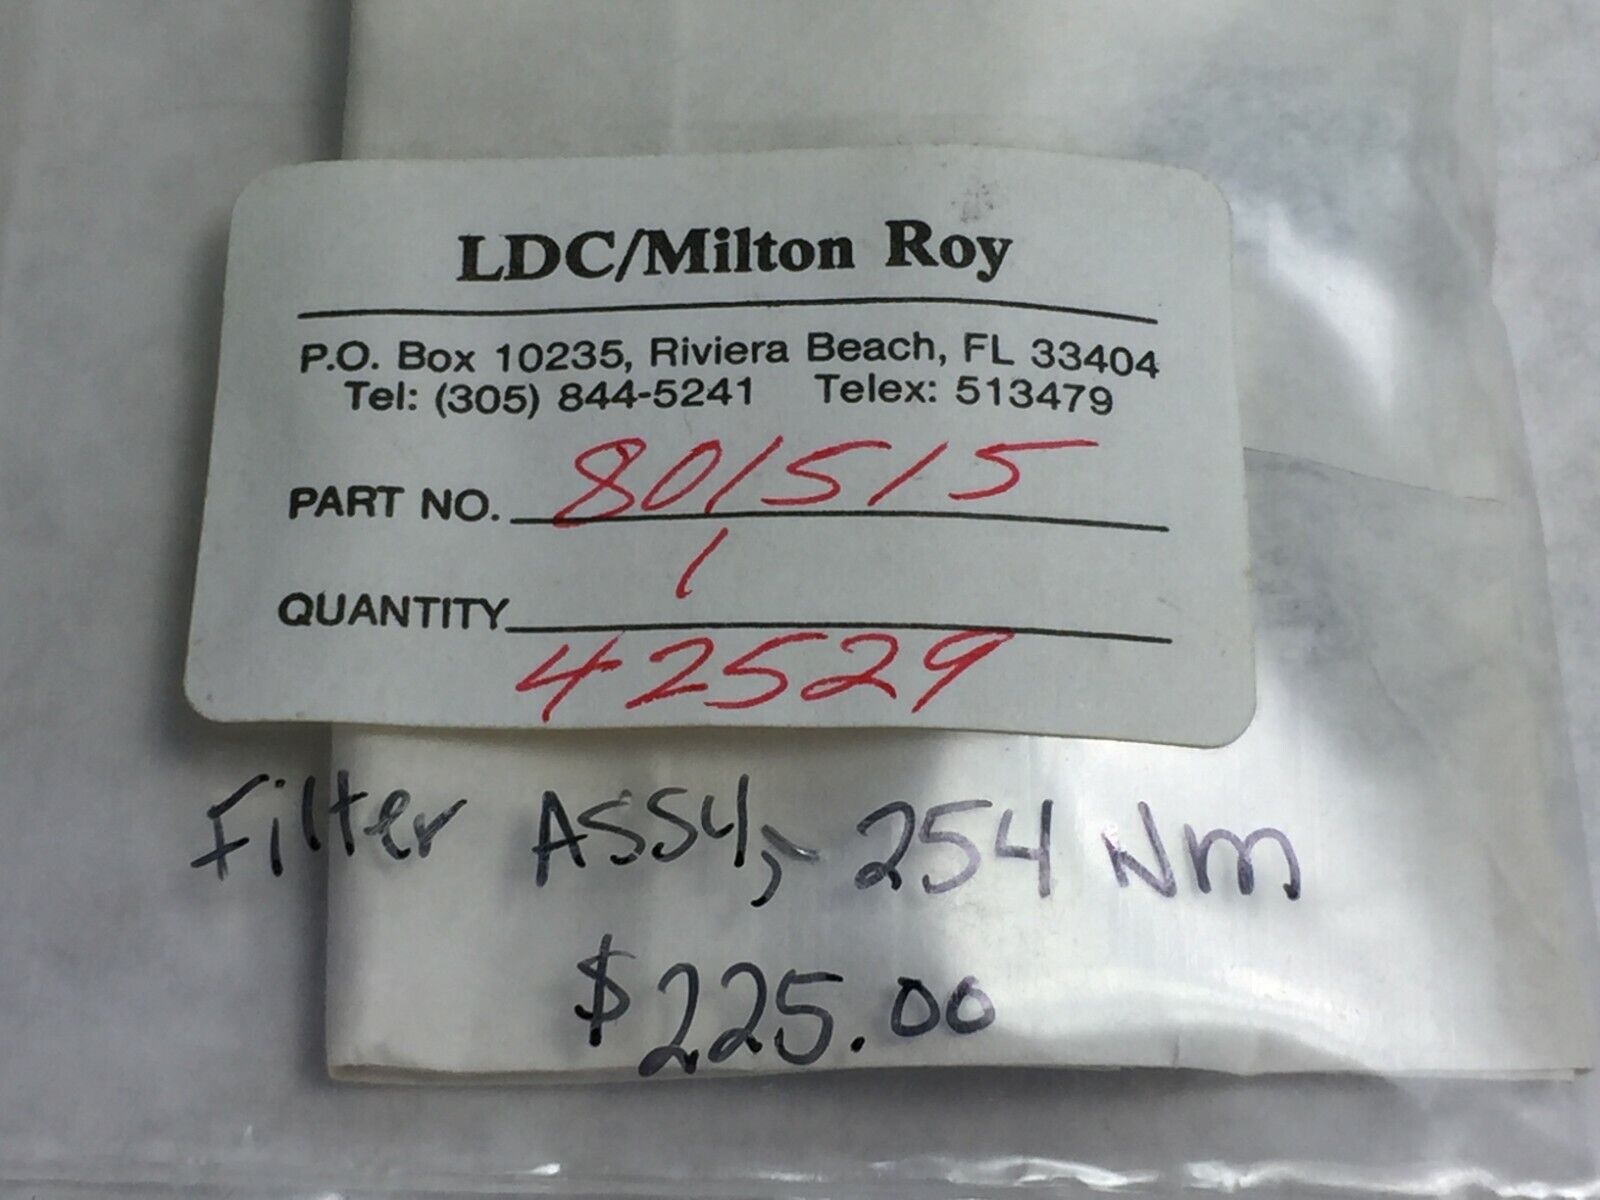 LDC/Milton Roy
P.O. Box 10235, Riviera Beach, FL 33404
Tel: (305) 844-5241 Telex: 513479
PART NO. 801515
QUANTITY 1
42529
Filter ASSY, 254 Nm
$225.00